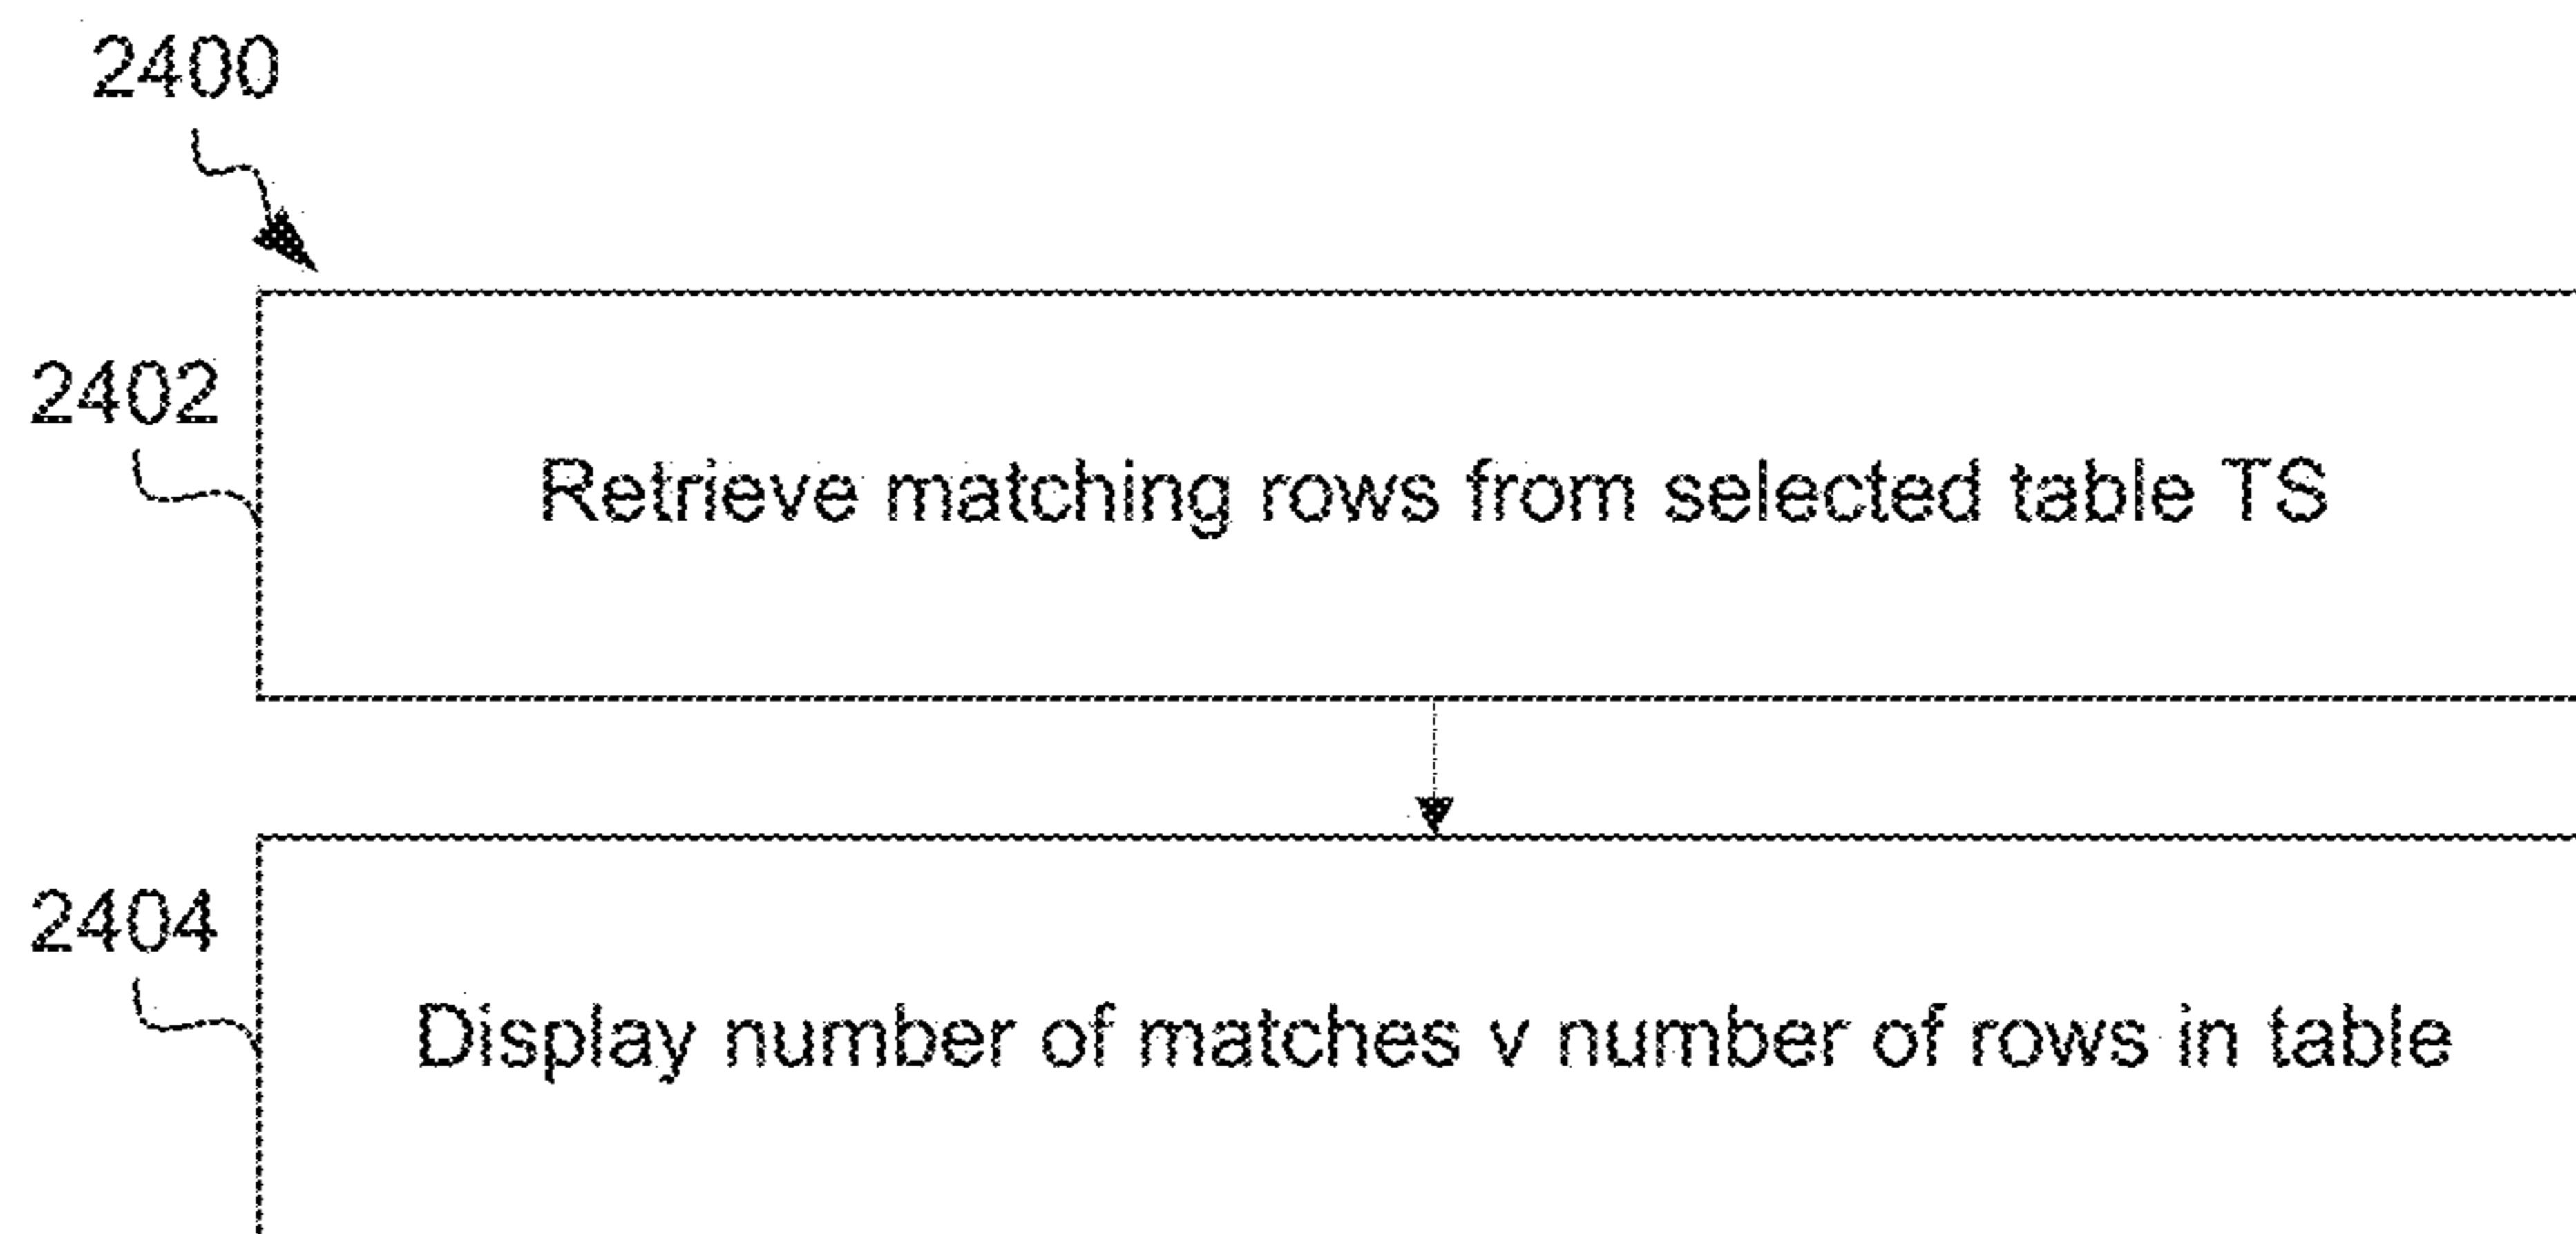 2400
2402
Retrieve matching rows from selected table TS
2404
Display number of matches v number of rows in table